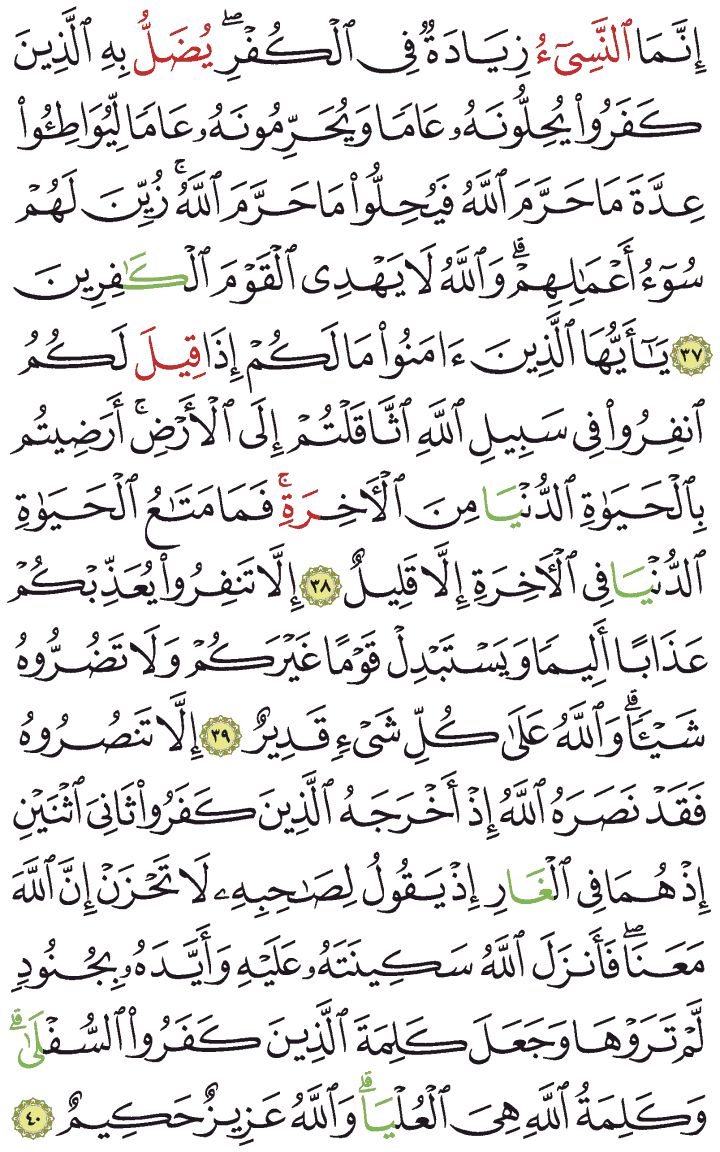 إِنَّمَا ٱلنَّسِىٓءُ زِيَادَةٌ فِى ٱلْكُفْرِ ۖ يُضَلُّ بِهِ ٱلَّذِينَ
كَفَرُوا۟ يُحِلُّونَهُۥ عَامًا وَيُحَرِّمُونَهُۥ عَامًا لِّيُوَاطِـُٔوا۟
عِدَّةَ مَا حَرَّمَ ٱللَّهُ فَيُحِلُّوا۟ مَا حَرَّمَ ٱللَّهُ ۚ زُيِّنَ لَهُمْ
سُوٓءُ أَعْمَـٰلِهِمْ ۗ وَٱللَّهُ لَا يَهْدِى ٱلْقَوْمَ ٱلْكَـٰفِرِينَ
٣٧ يَـٰٓأَيُّهَا ٱلَّذِينَ ءَامَنُوا۟ مَا لَكُمْ إِذَا قِيلَ لَكُمُ
ٱنفِرُوا۟ فِى سَبِيلِ ٱللَّهِ ٱثَّاقَلْتُمْ إِلَى ٱلْأَرْضِ ۚ أَرَضِيتُم
بِٱلْحَيَوٰةِ ٱلدُّنْيَا مِنَ ٱلْـَٔاخِرَةِ ۚ فَمَا مَتَـٰعُ ٱلْحَيَوٰةِ
ٱلدُّنْيَا فِى ٱلْـَٔاخِرَةِ إِلَّا قَلِيلٌ ٣٨ إِلَّا تَنفِرُوا۟ يُعَذِّبْكُمْ
عَذَابًا أَلِيمًا وَيَسْتَبْدِلْ قَوْمًا غَيْرَكُمْ وَلَا تَضُرُّوهُ
شَيْـًٔا ۗ وَٱللَّهُ عَلَىٰ كُلِّ شَىْءٍ قَدِيرٌ ٣٩ إِلَّا تَنصُرُوهُ
فَقَدْ نَصَرَهُ ٱللَّهُ إِذْ أَخْرَجَهُ ٱلَّذِينَ كَفَرُوا۟ ثَانِىَ ٱثْنَيْنِ
إِذْ هُمَا فِى ٱلْغَارِ إِذْ يَقُولُ لِصَـٰحِبِهِۦ لَا تَحْزَنْ إِنَّ ٱللَّهَ
مَعَنَا ۖ فَأَنزَلَ ٱللَّهُ سَكِينَتَهُۥ عَلَيْهِ وَأَيَّدَهُۥ بِجُنُودٍ
لَّمْ تَرَوْهَا وَجَعَلَ كَلِمَةَ ٱلَّذِينَ كَفَرُوا۟ ٱلسُّفْلَىٰ ۗ
وَكَلِمَةُ ٱللَّهِ هِىَ ٱلْعُلْيَا ۗ وَٱللَّهُ عَزِيزٌ حَكِيمٌ ٤٠